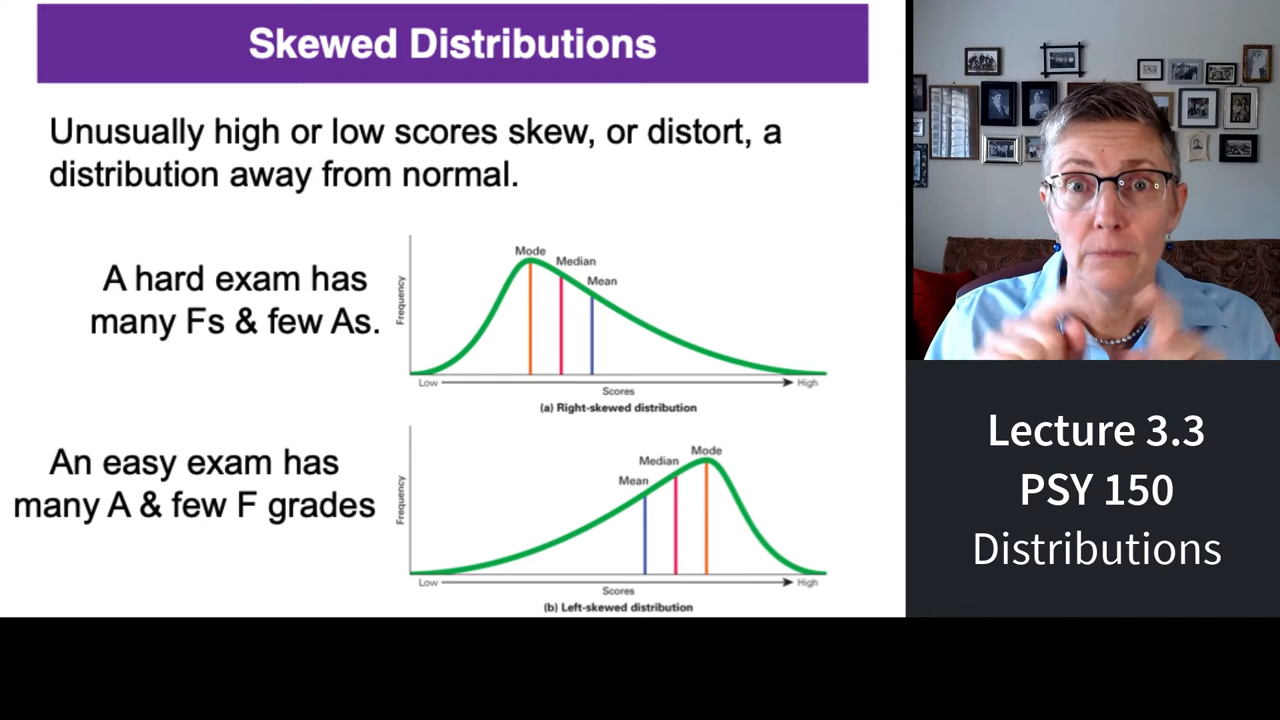 Skewed Distributions
Unusually high or low scores skew, or distort, a
distribution away from normal.
A hard exam has
many Fs & few As.
Mode
Median
Mean
Frequency
Low
High
Scores
(a) Right-skewed distribution
An easy exam has
many A & few F grades
Mode
Median
Mean
Frequency
Low
High
Scores
(b) Left-skewed distribution
Lecture 3.3
PSY 150
Distributions